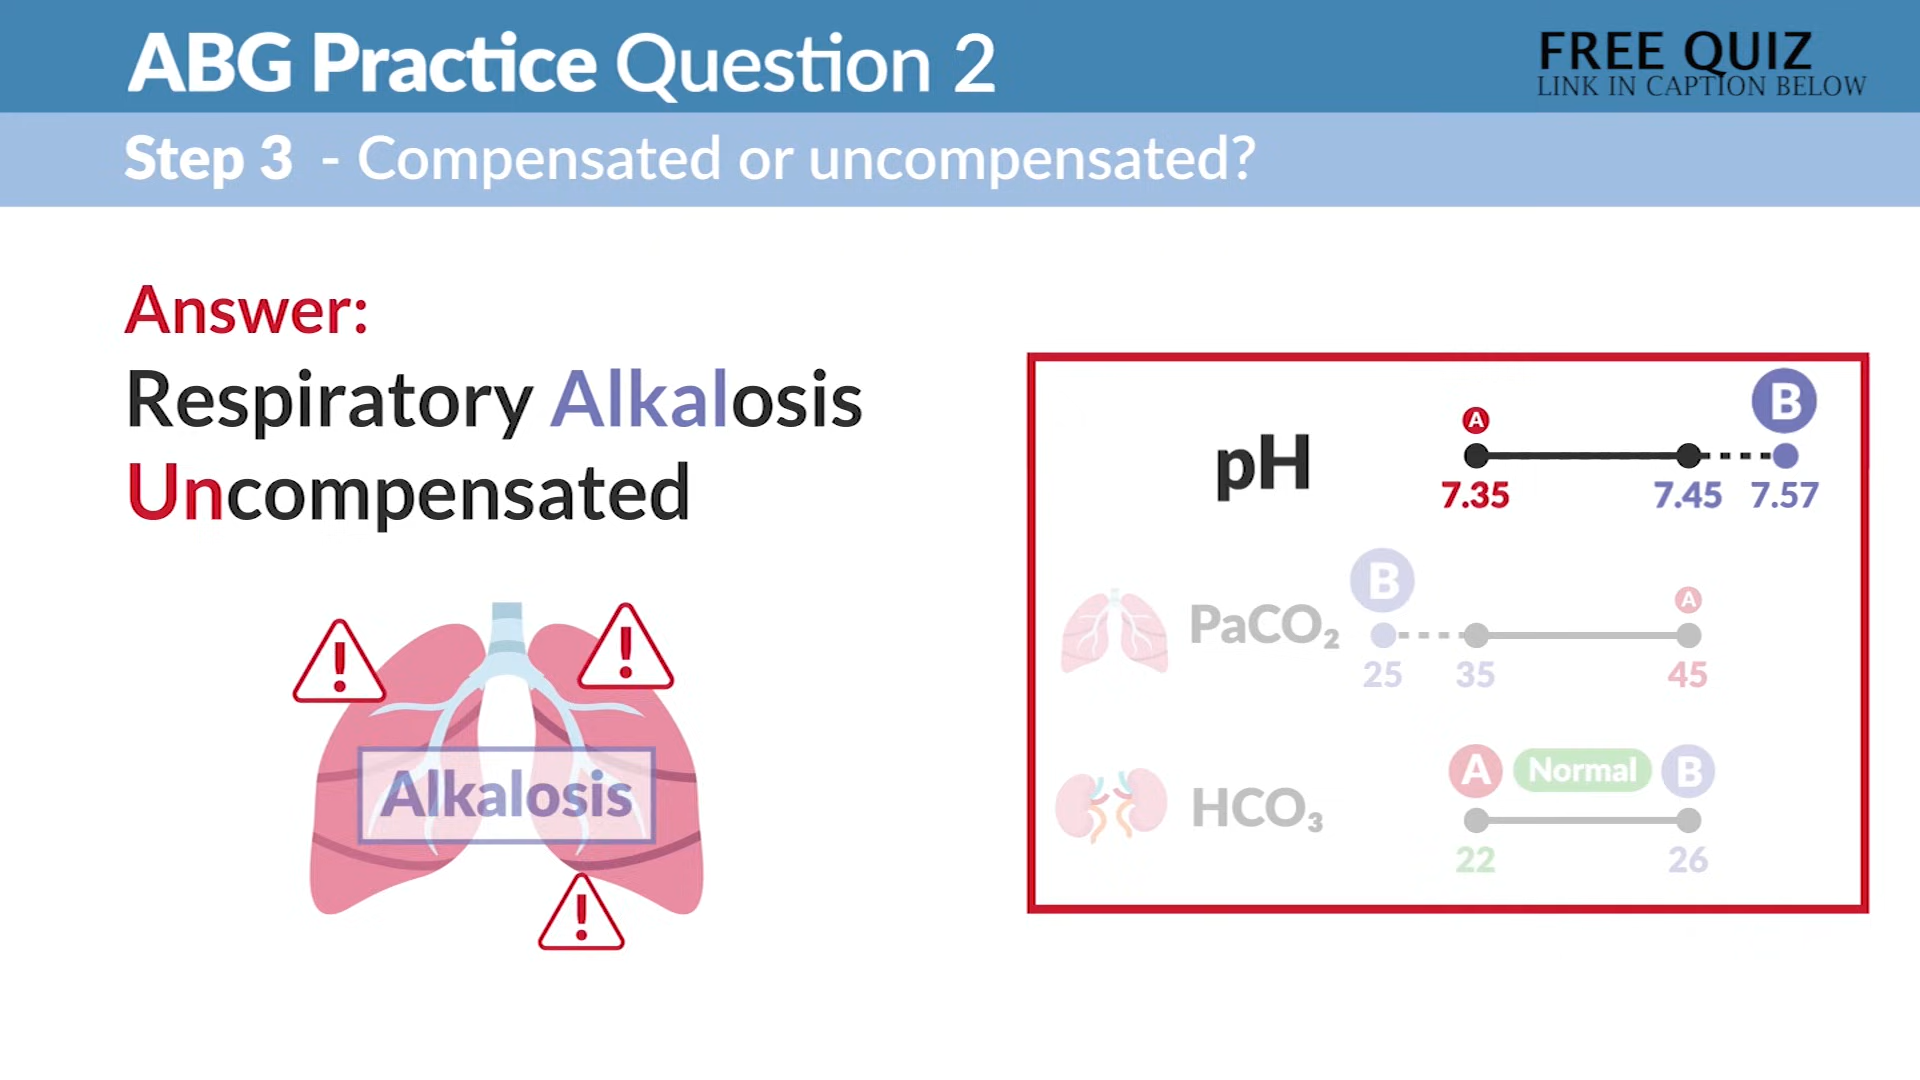 ABG Practice Question 2
FREE QUIZ
LINK IN CAPTION BELOW
Step 3 - Compensated or uncompensated?
Answer:
Respiratory Alkalosis
Uncompensated
!
!
Alkalosis
!
B
A
pH
7.35 7.45 7.57
B
A
PaCO₂
25 35 45
A Normal B
HCO₃
22 26